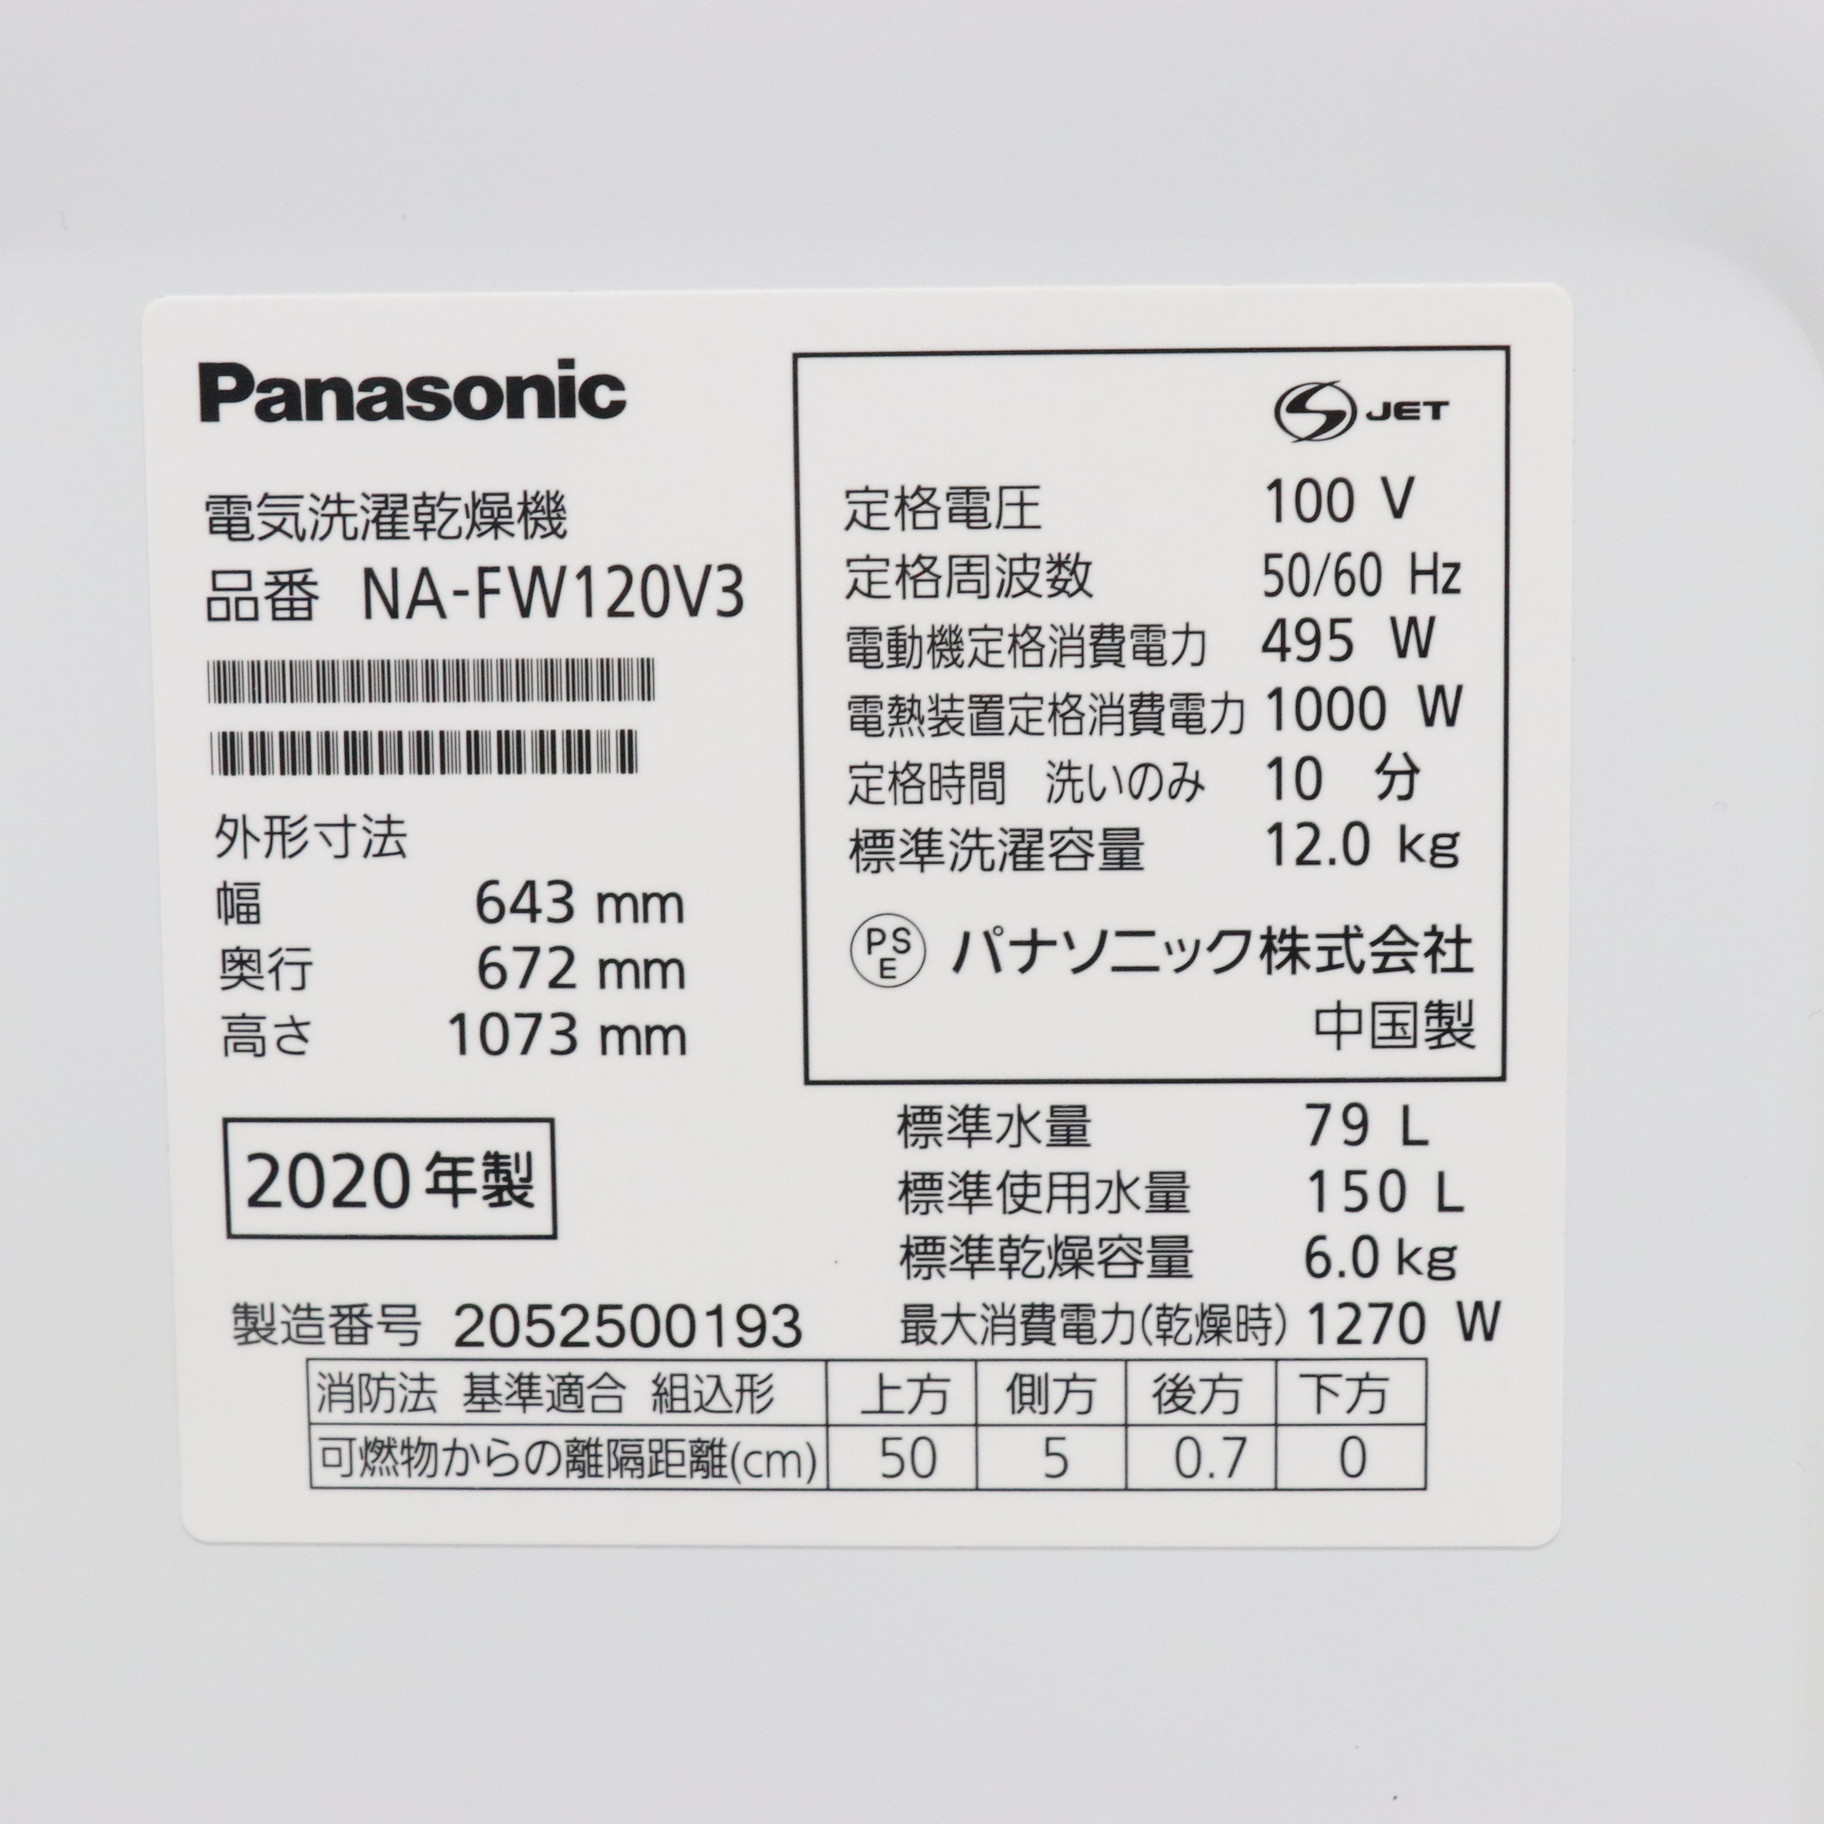 Panasonic
電気洗濯乾燥機
品番 NA-FW120V3
外形寸法
幅 643 mm
奥行 672 mm
高さ 1073 mm
2020年製
製造番号 2052500193
S JET
定格電圧 100 V
定格周波数 50/60 Hz
電動機定格消費電力 495 W
電熱装置定格消費電力 1000 W
定格時間 洗いのみ 10 分
標準洗濯容量 12.0 kg
PSE パナソニック株式会社
中国製
標準水量 79 L
標準使用水量 150 L
標準乾燥容量 6.0 kg
最大消費電力(乾燥時) 1270 W
消防法 基準適合 組込形 上方 側方 後方 下方
可燃物からの離隔距離(cm) 50 5 0.7 0